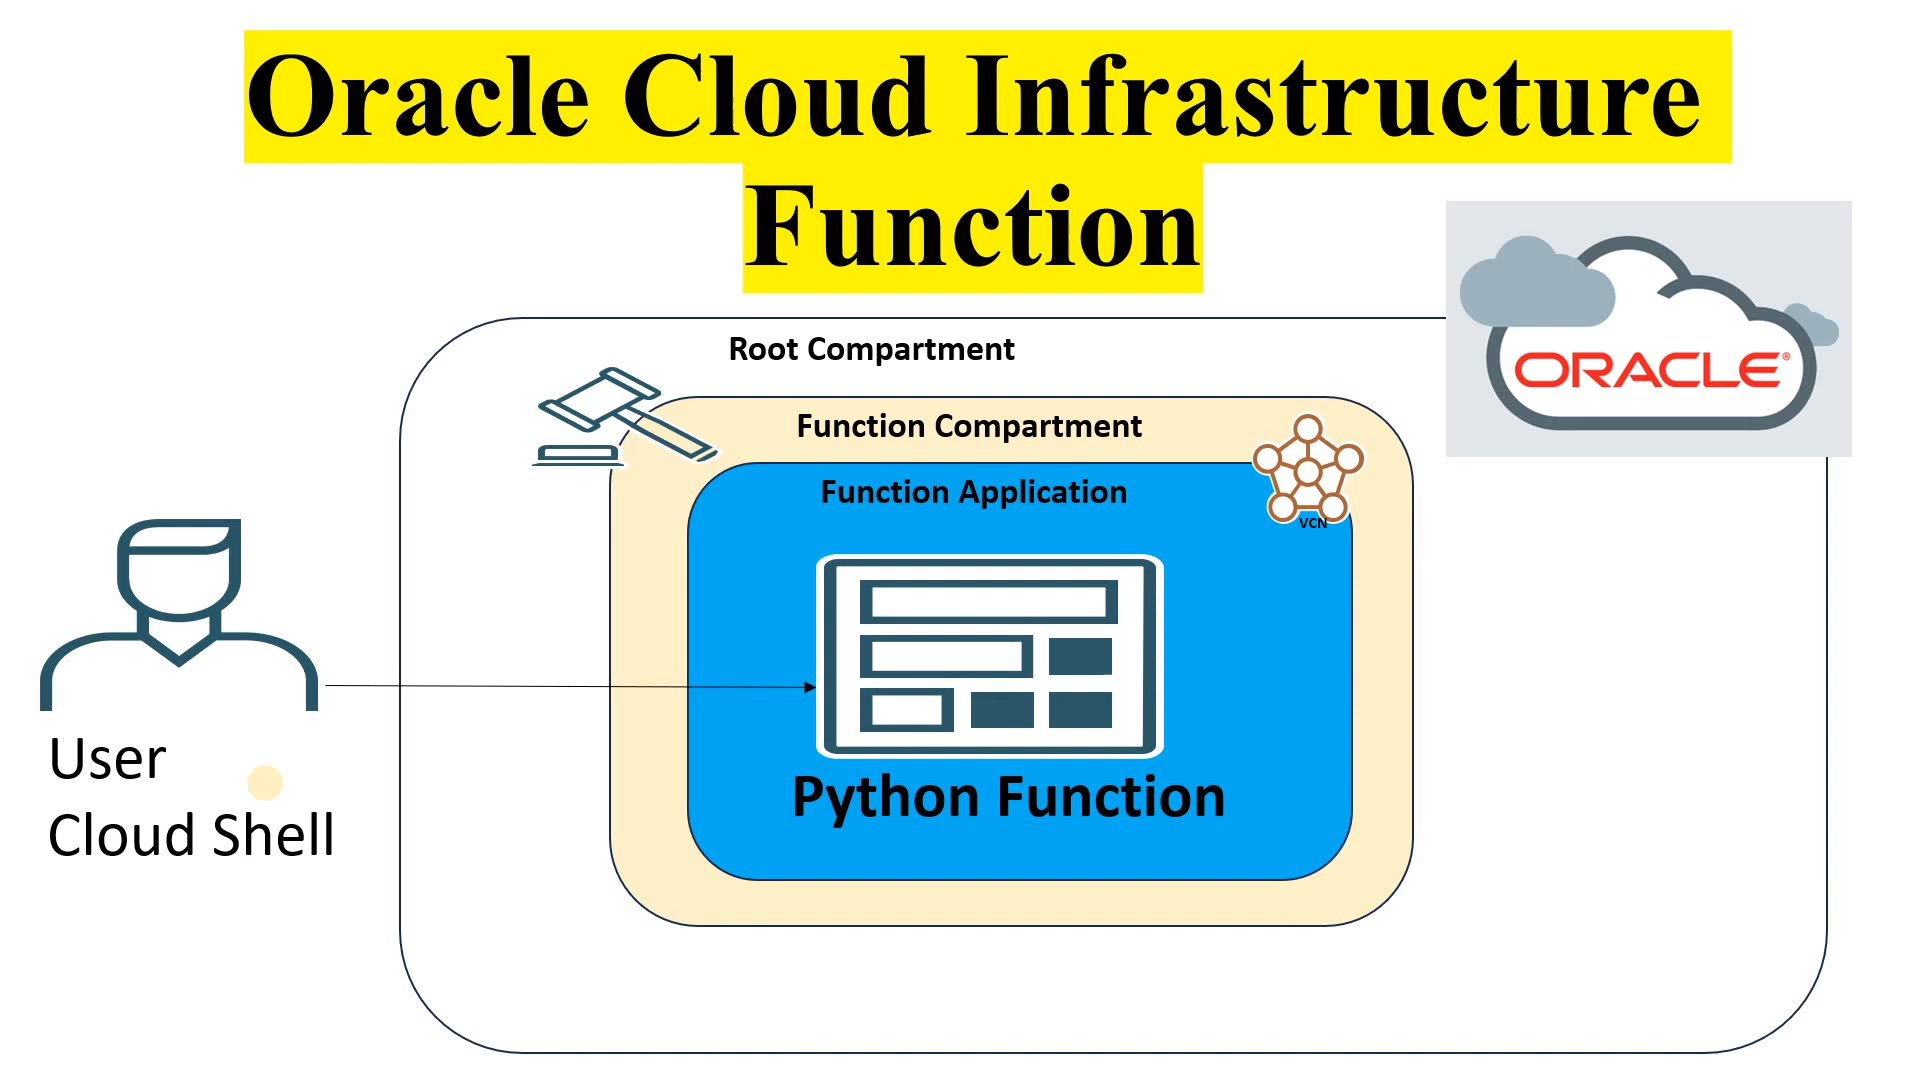 Oracle Cloud Infrastructure
Function
Root Compartment
ORACLE®
Function Compartment
Function Application
VCN
User
Cloud Shell
Python Function